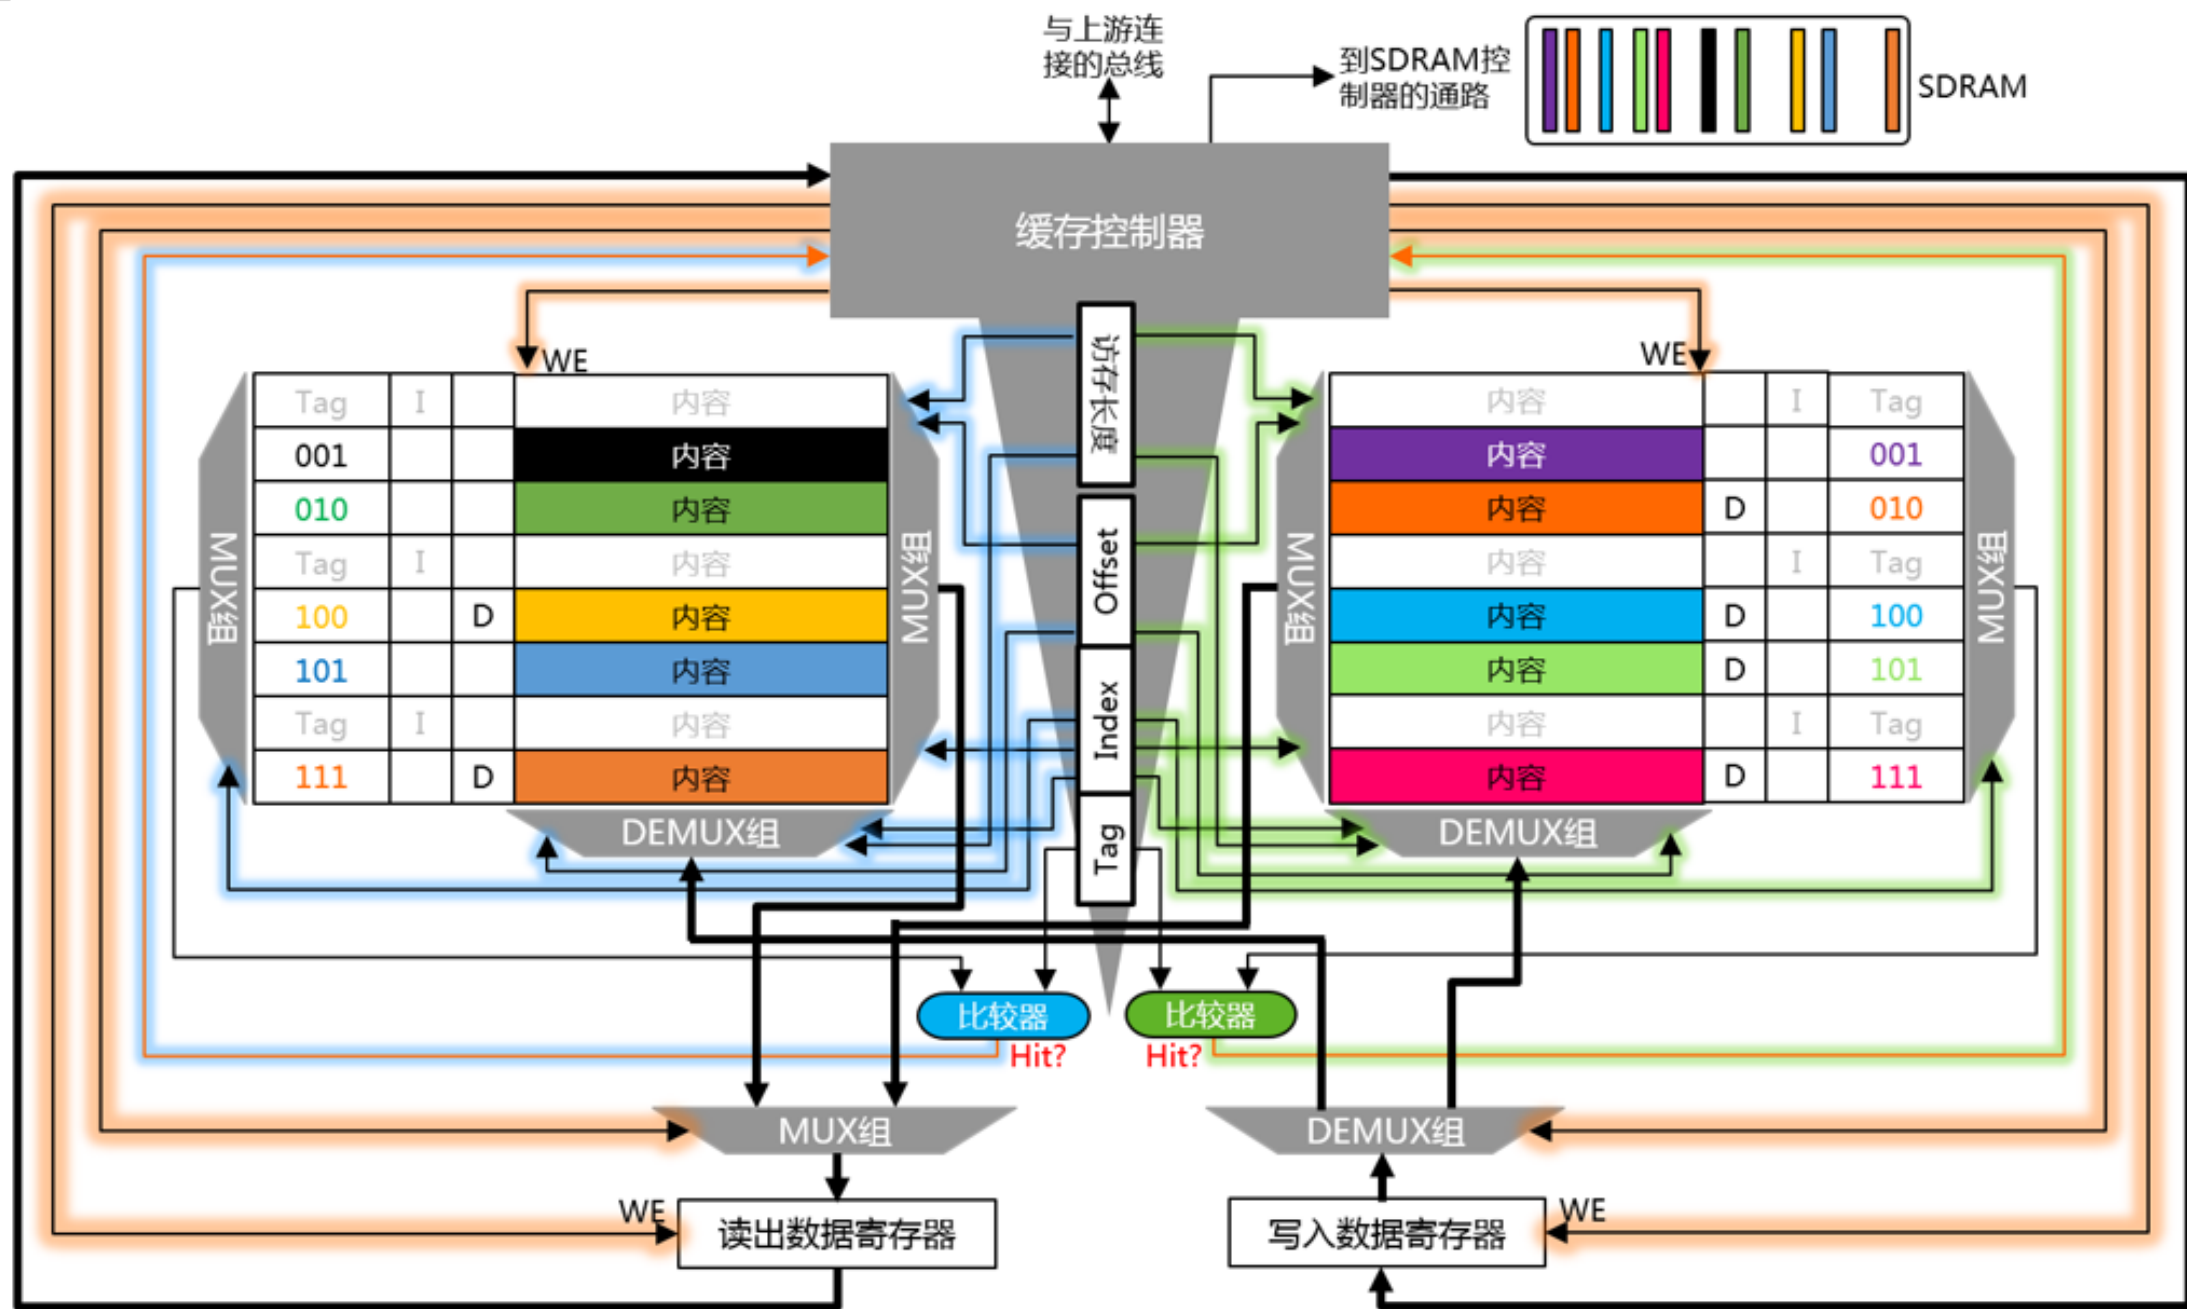 与上游连
接的总线
到SDRAM控
制器的通路
SDRAM
缓存控制器
WE
WE
访存长度
Offset
Index
Tag
Tag I 内容
001 内容
010 内容
Tag I 内容
100 D 内容
101 内容
Tag I 内容
111 D 内容
MUX组
MUX组
DEMUX组
内容 I Tag
内容 001
内容 D 010
内容 I Tag
内容 D 100
内容 D 101
内容 I Tag
内容 D 111
MUX组
MUX组
DEMUX组
比较器
比较器
Hit?
Hit?
MUX组
DEMUX组
WE
读出数据寄存器
写入数据寄存器
WE